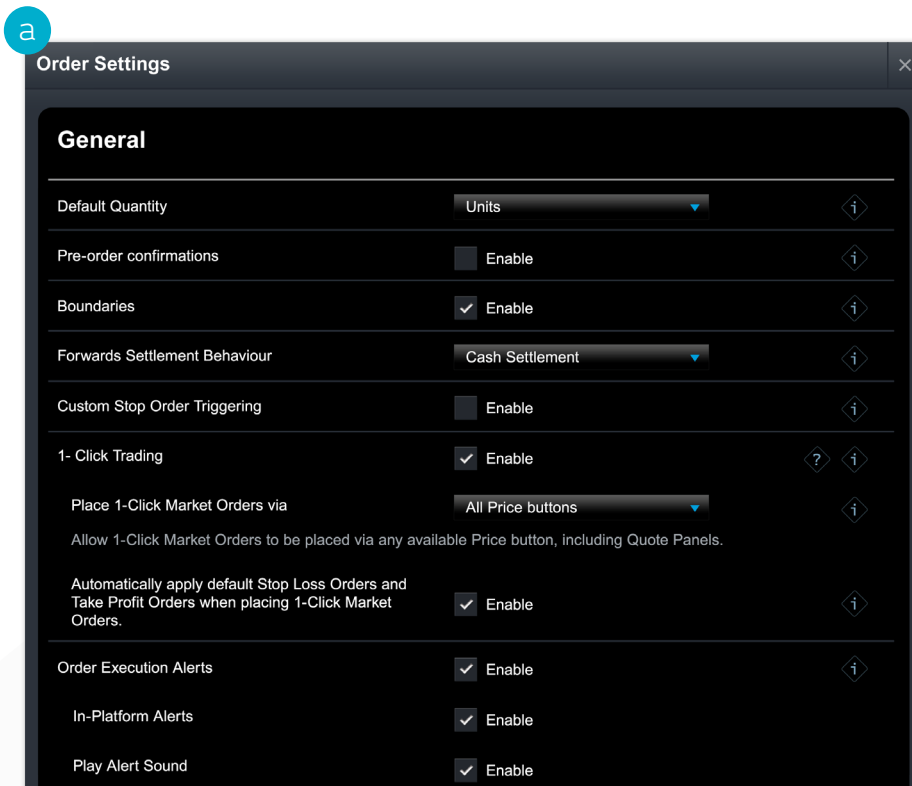 a
Order Settings
General
Default Quantity Units i
Pre-order confirmations Enable i
Boundaries Enable i
Forwards Settlement Behaviour Cash Settlement i
Custom Stop Order Triggering Enable i
1- Click Trading Enable ? i
Place 1-Click Market Orders via All Price buttons i
Allow 1-Click Market Orders to be placed via any available Price button, including Quote Panels.
Automatically apply default Stop Loss Orders and
Take Profit Orders when placing 1-Click Market Enable i
Orders.
Order Execution Alerts Enable i
In-Platform Alerts Enable
Play Alert Sound Enable